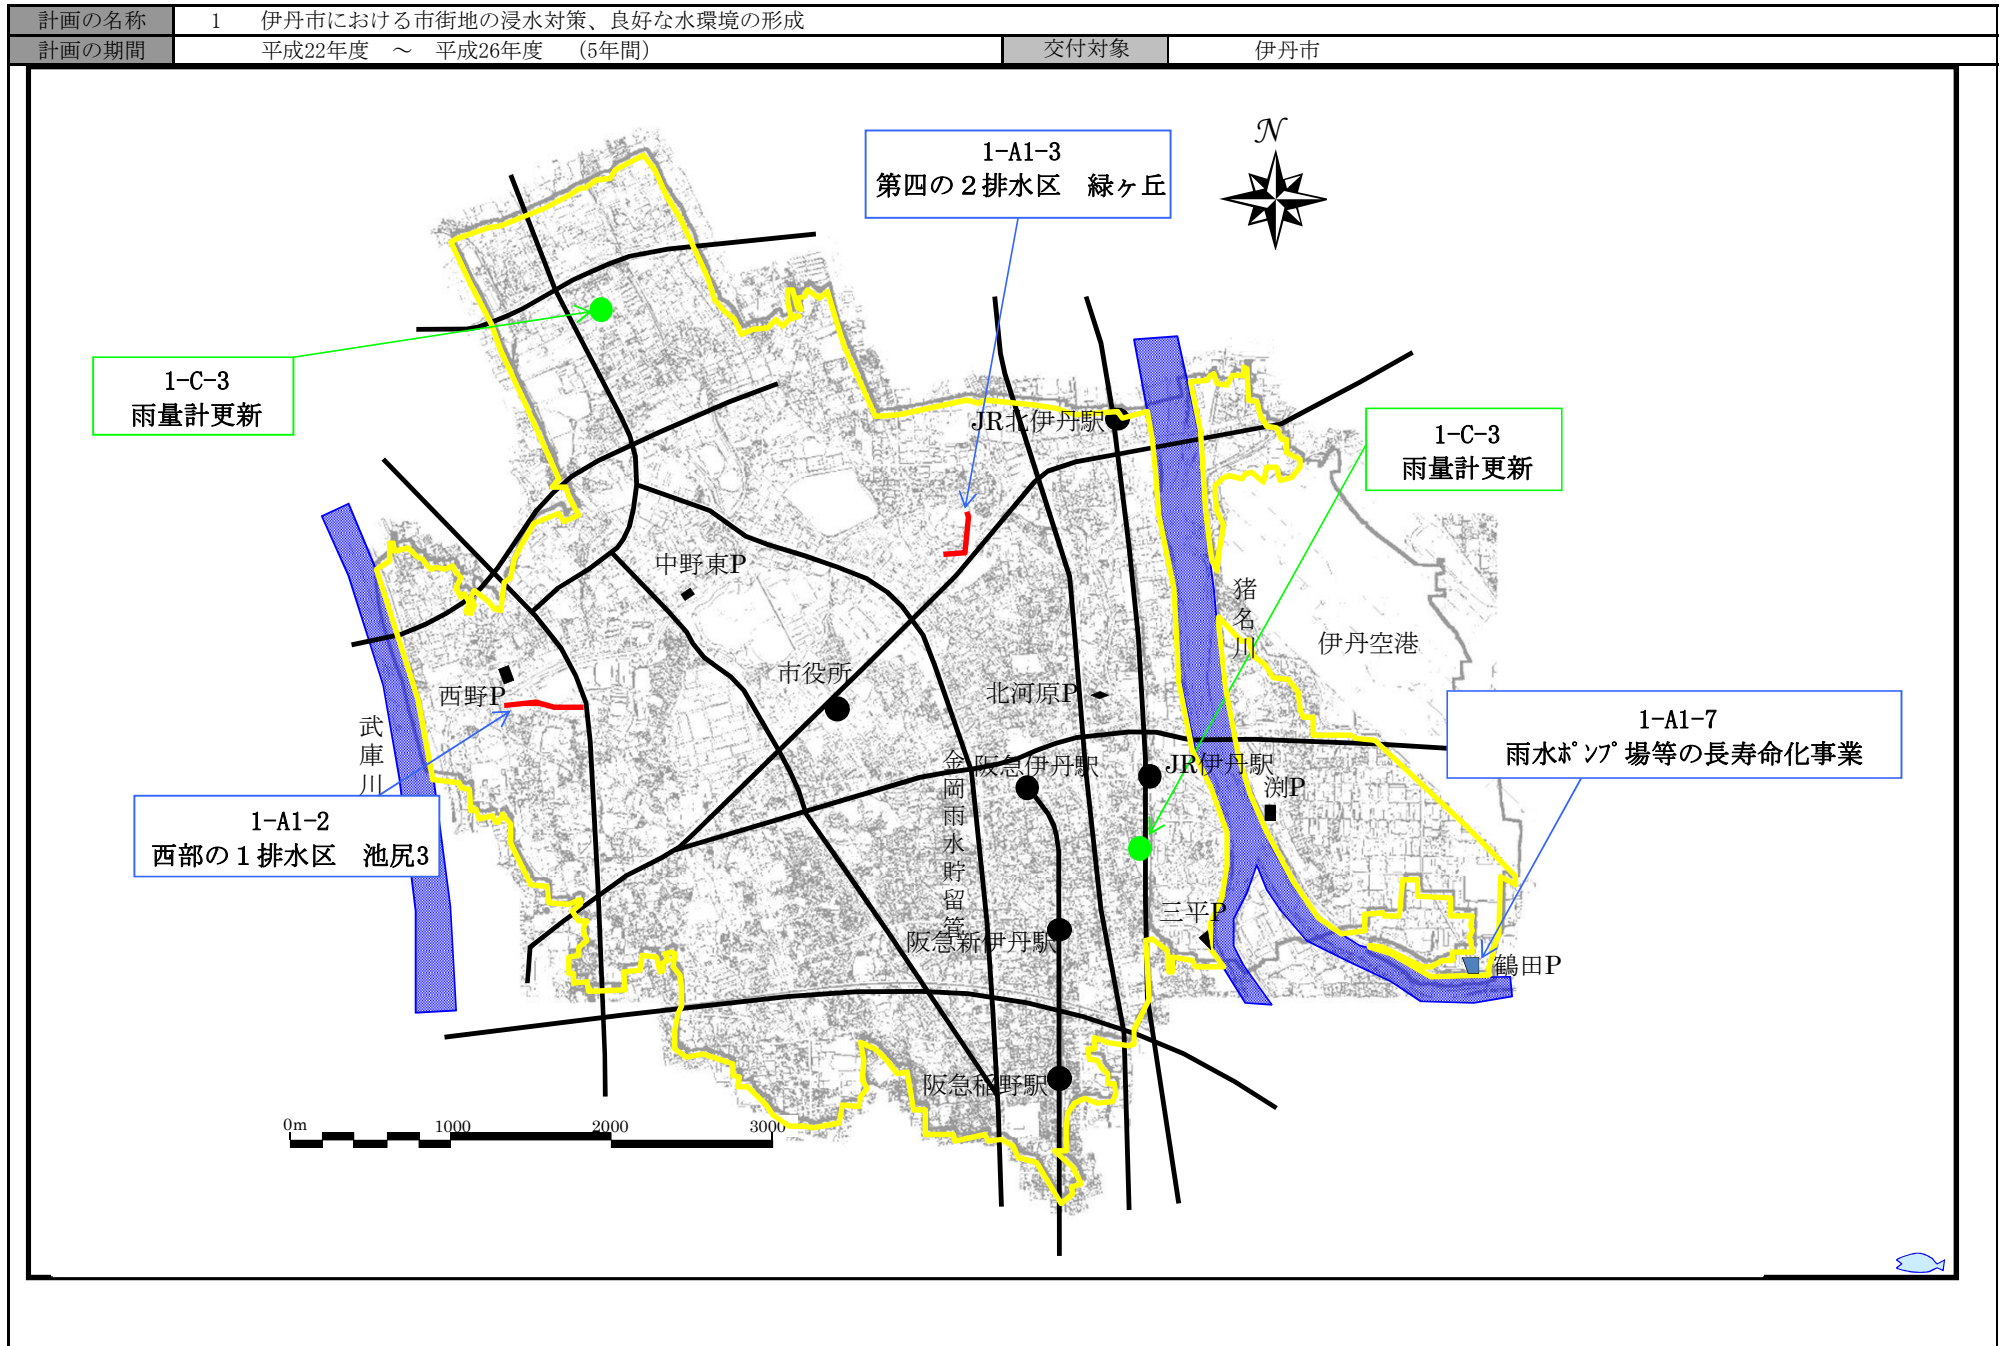 計画の名称 1 伊丹市における市街地の浸水対策、良好な水環境の形成
計画の期間 平成22年度 ～ 平成26年度 （5年間） 交付対象 伊丹市
N
1-A1-3
第四の２排水区 緑ヶ丘
1-C-3
雨量計更新
JR北伊丹駅
1-C-3
雨量計更新
中野東P
猪名川
伊丹空港
市役所
西野P
北河原P
武庫川
1-A1-7
雨水ﾎﾟﾝﾌﾟ場等の長寿命化事業
金岡雨水貯留管
阪急伊丹駅
JR伊丹駅
渕P
1-A1-2
西部の１排水区 池尻3
三平P
阪急新伊丹駅
鶴田P
阪急稲野駅
0m 1000 2000 3000